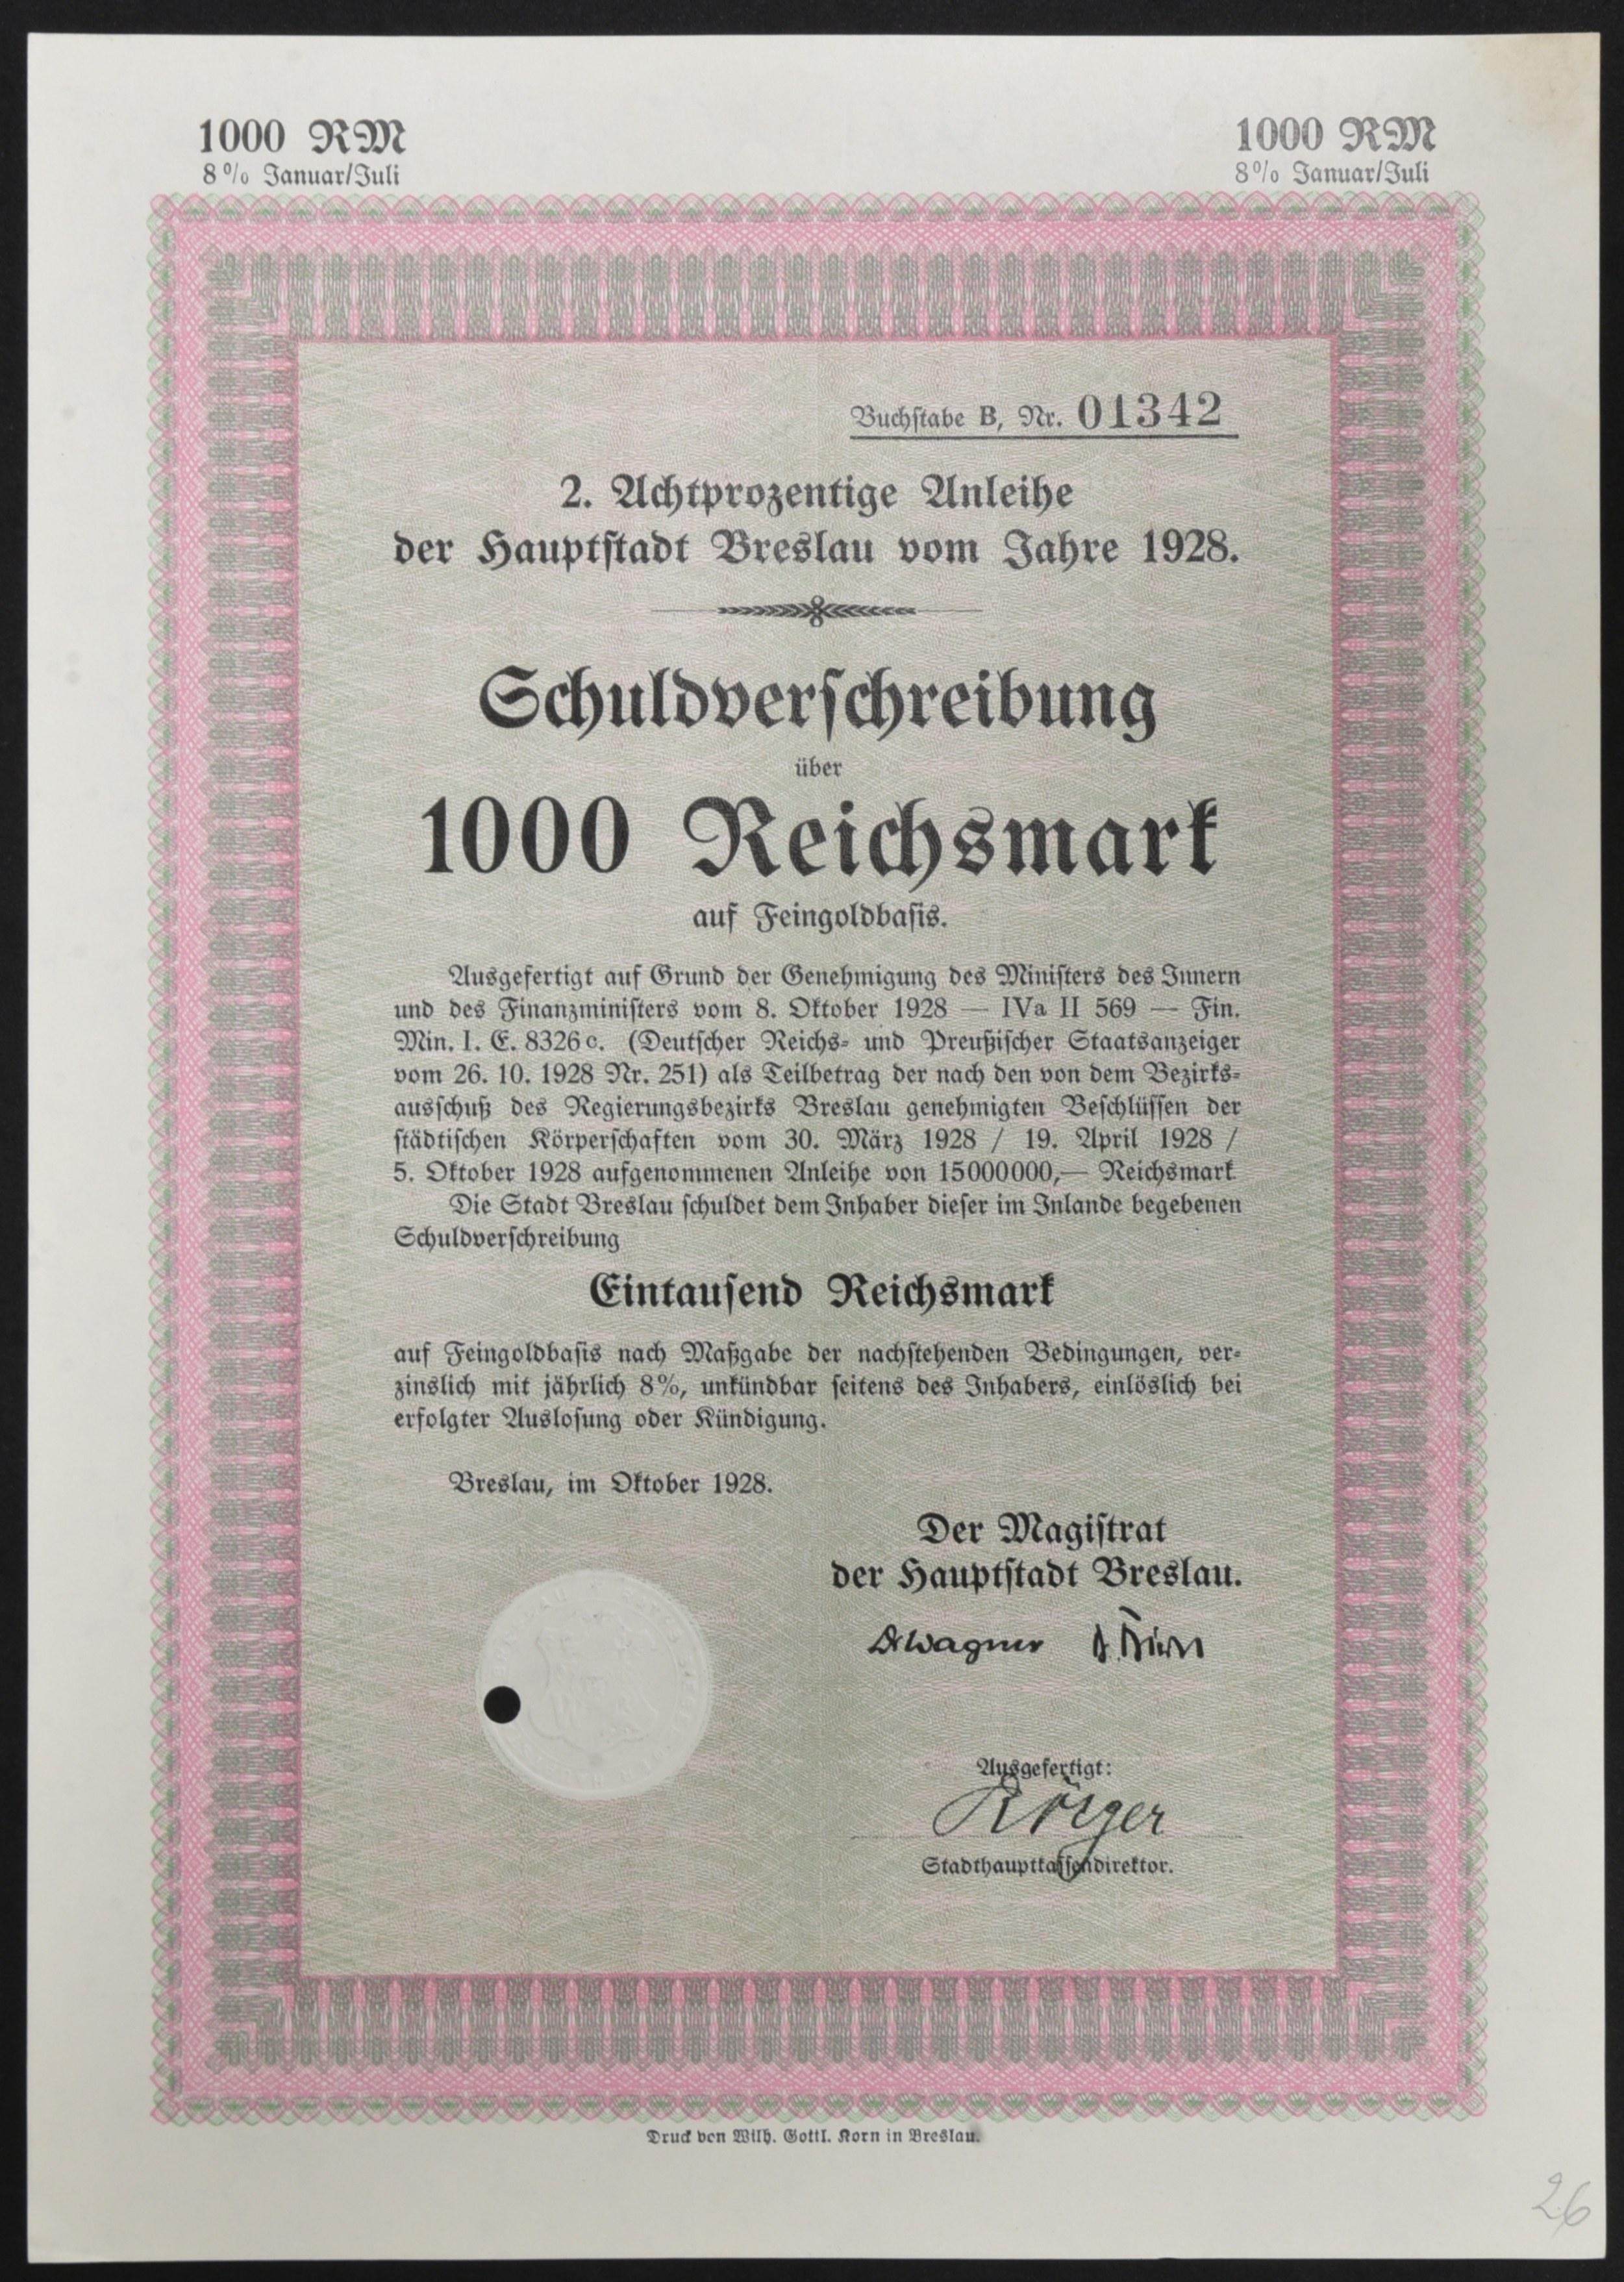 1000 RM
8% Januar/Juli
1000 RM
8% Januar/Juli
Buchstabe B, Nr. 01342
2. Achtprozentige Anleihe
der Hauptstadt Breslau vom Jahre 1928.
Schuldverschreibung
über
1000 Reichsmark
auf Feingoldbasis.
Ausgefertigt auf Grund der Genehmigung des Ministers des Innern
und des Finanzministers vom 8. Oktober 1928 — IVa II 569 — Fin.
Min. I. E. 8326 c. (Deutscher Reichs- und Preußischer Staatsanzeiger
vom 26. 10. 1928 Nr. 251) als Teilbetrag der nach den von dem Bezirks-
ausschuß des Regierungsbezirks Breslau genehmigten Beschlüssen der
städtischen Körperschaften vom 30. März 1928 / 19. April 1928 /
5. Oktober 1928 aufgenommenen Anleihe von 15000000,— Reichsmark
Die Stadt Breslau schuldet dem Inhaber dieser im Inlande begebenen
Schuldverschreibung
Eintausend Reichsmark
auf Feingoldbasis nach Maßgabe der nachstehenden Bedingungen, ver-
zinslich mit jährlich 8%, unkündbar seitens des Inhabers, einlöslich bei
erfolgter Auslosung oder Kündigung.
Breslau, im Oktober 1928.
Der Magistrat
der Hauptstadt Breslau.
Dr Wagner
Ausgefertigt:
Stadthauptkassendirektor.
Druck von Wilh. Gottl. Korn in Breslau.
26